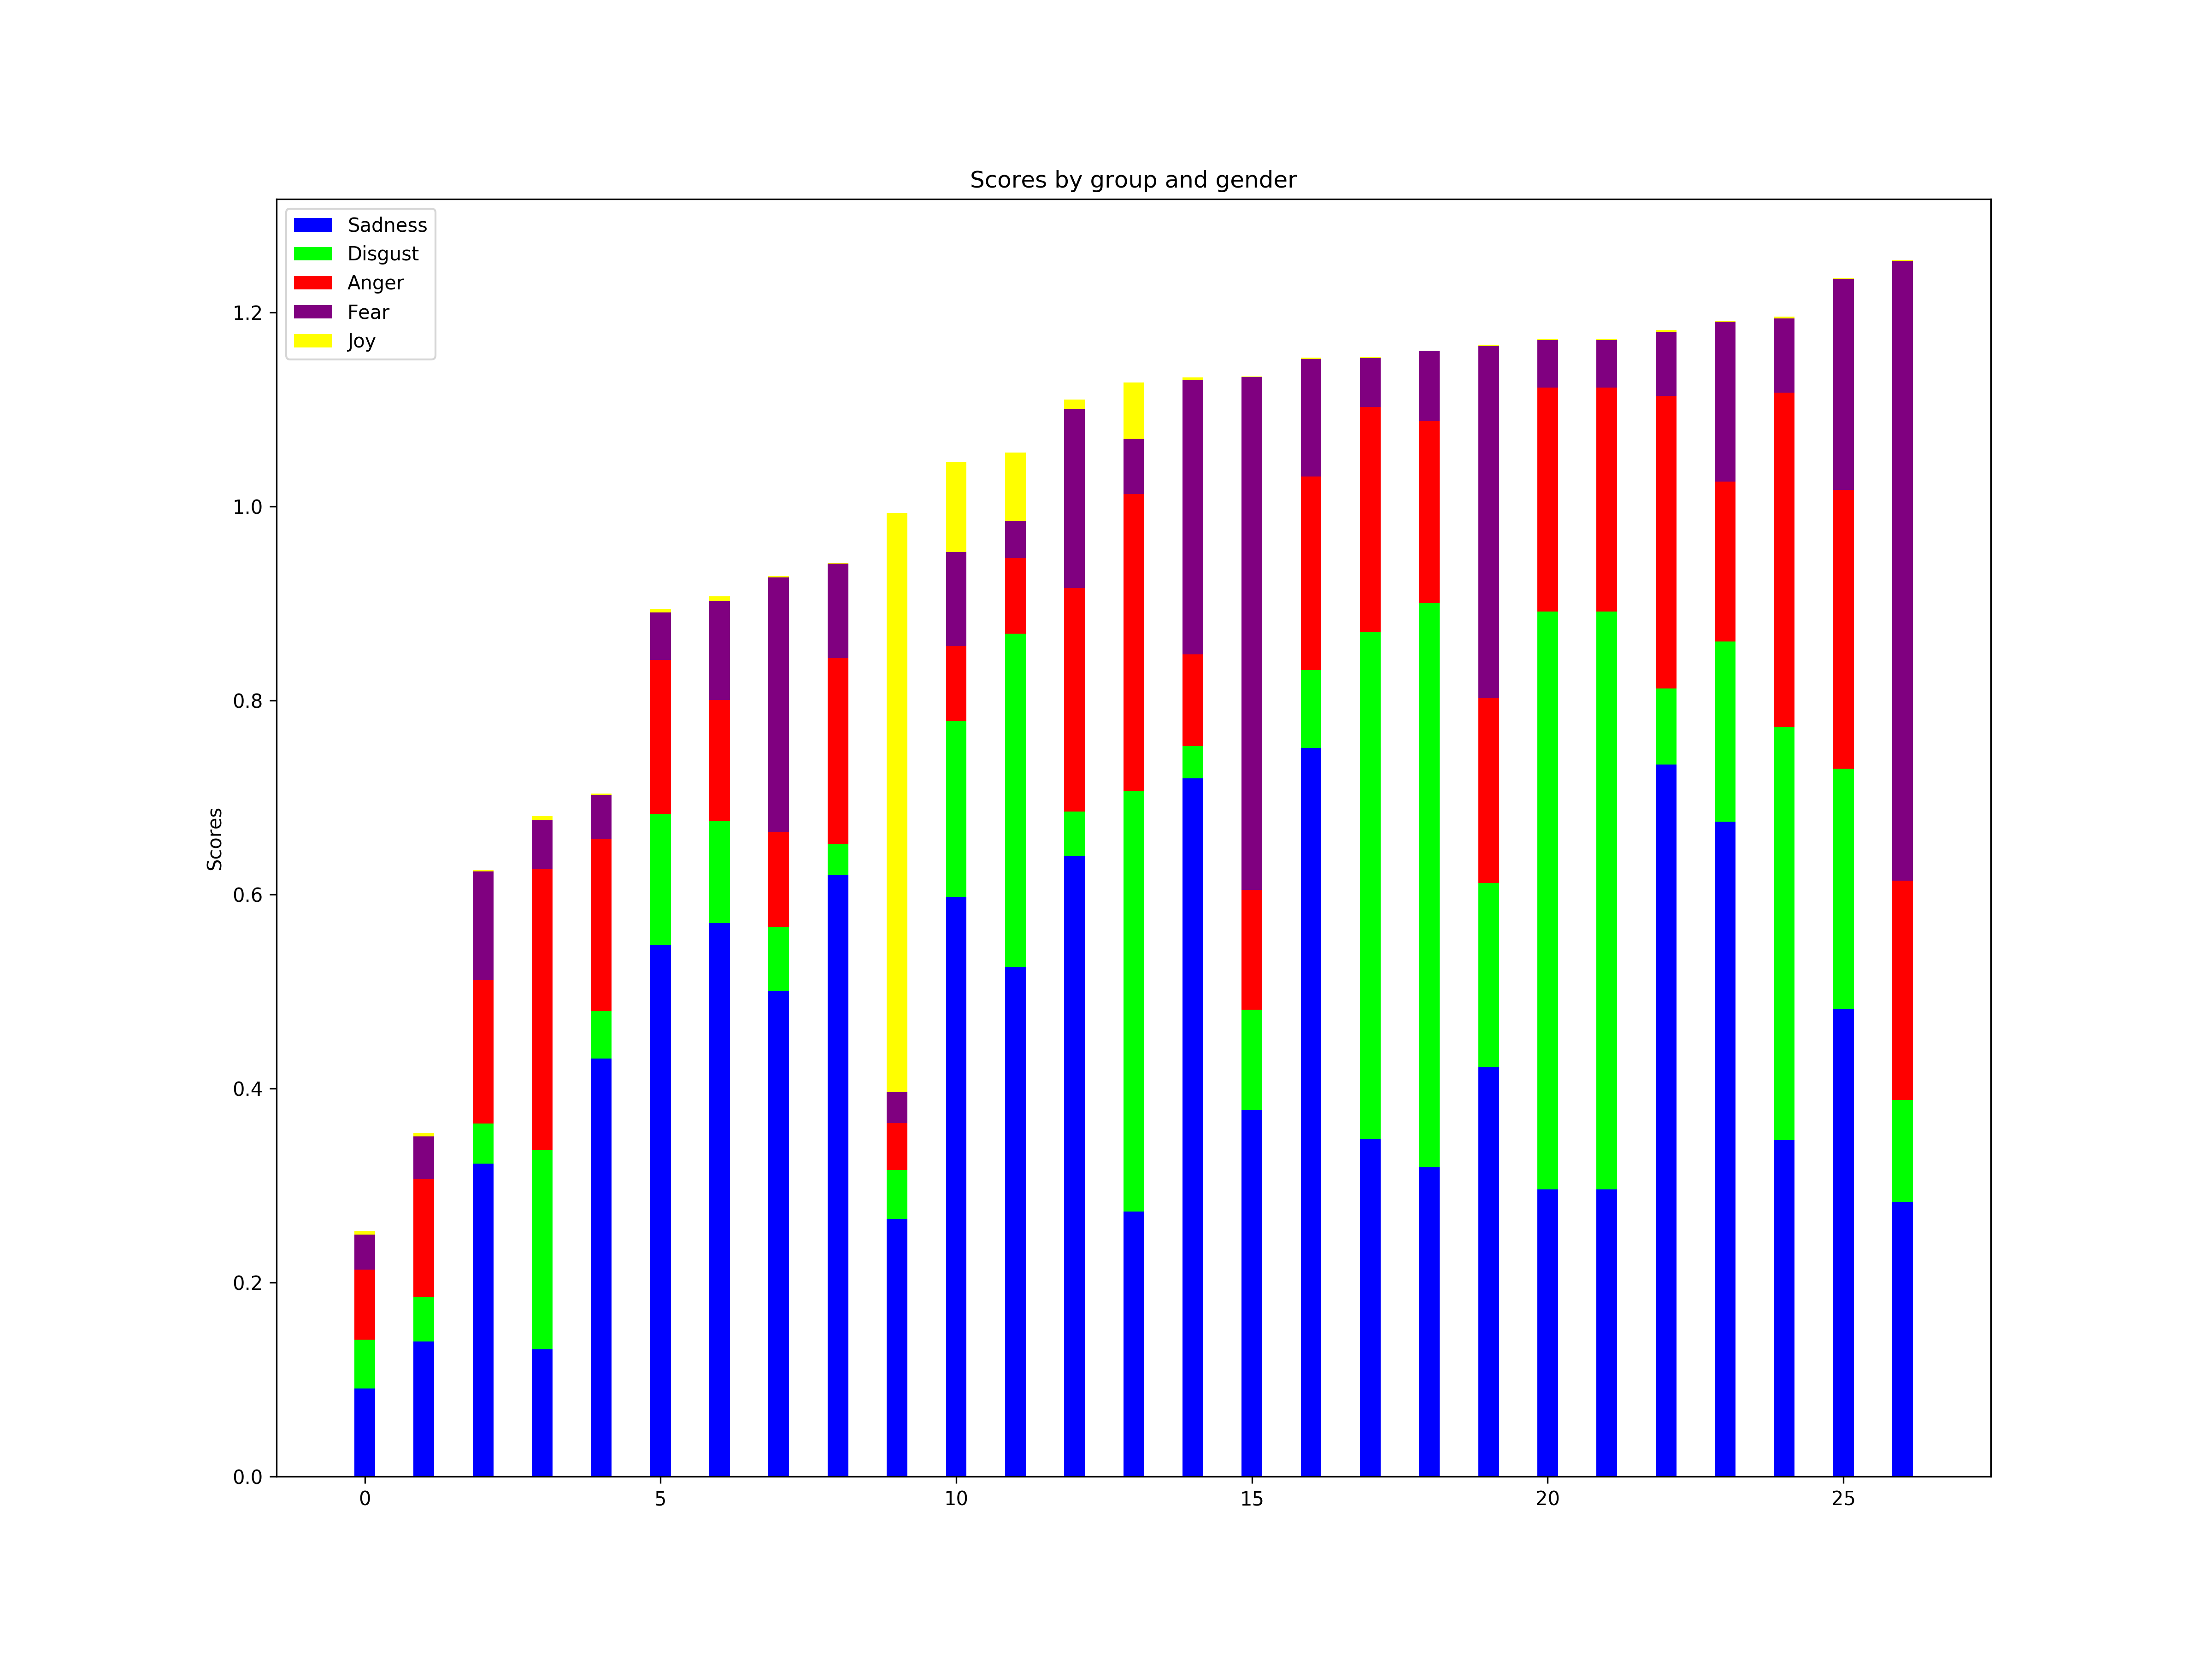 Scores by group and gender
Sadness
Disgust
Anger
Fear
Joy
1.2
1.0
0.8
0.6
0.4
0.2
0.0
Scores
0 5 10 15 20 25